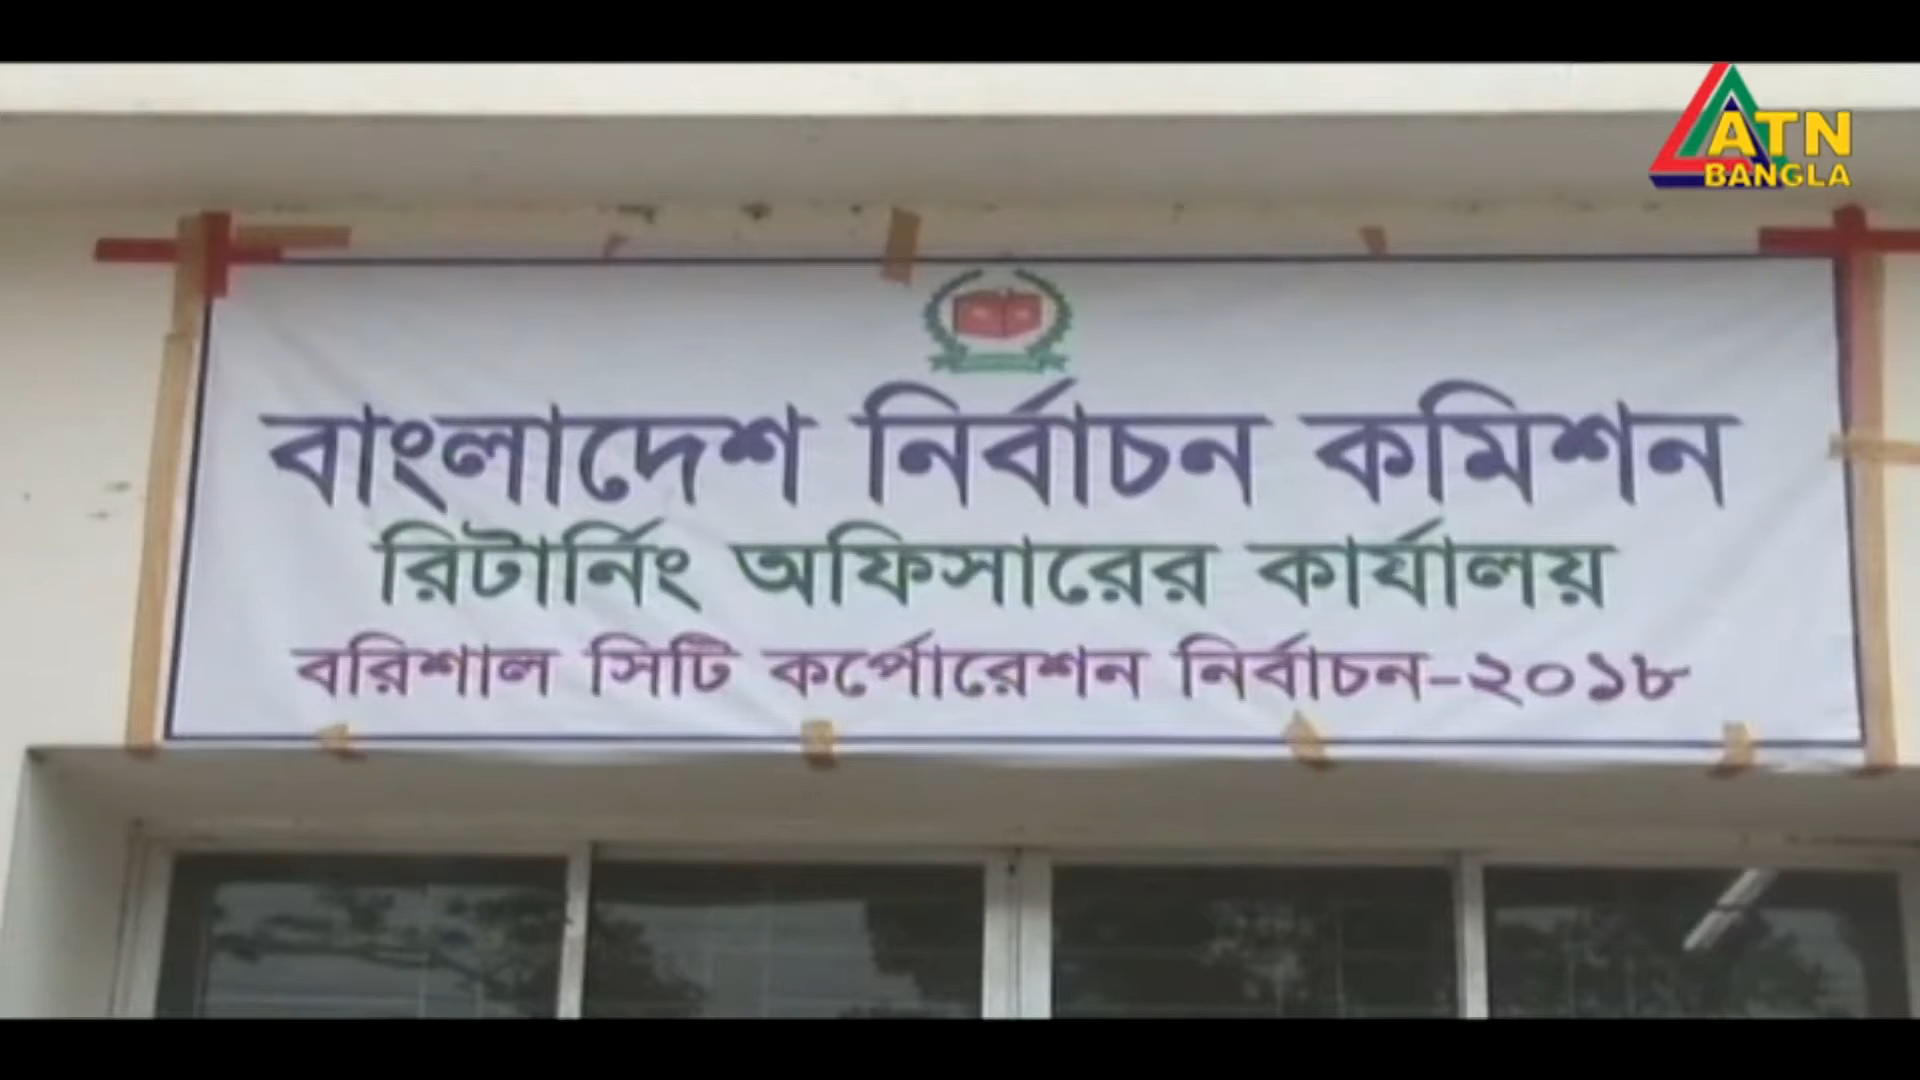 ATN
BANGLA
বাংলাদেশ নির্বাচন কমিশন
রিটার্নিং অফিসারের কার্যালয়
বরিশাল সিটি কর্পোরেশন নির্বাচন-২০১৮